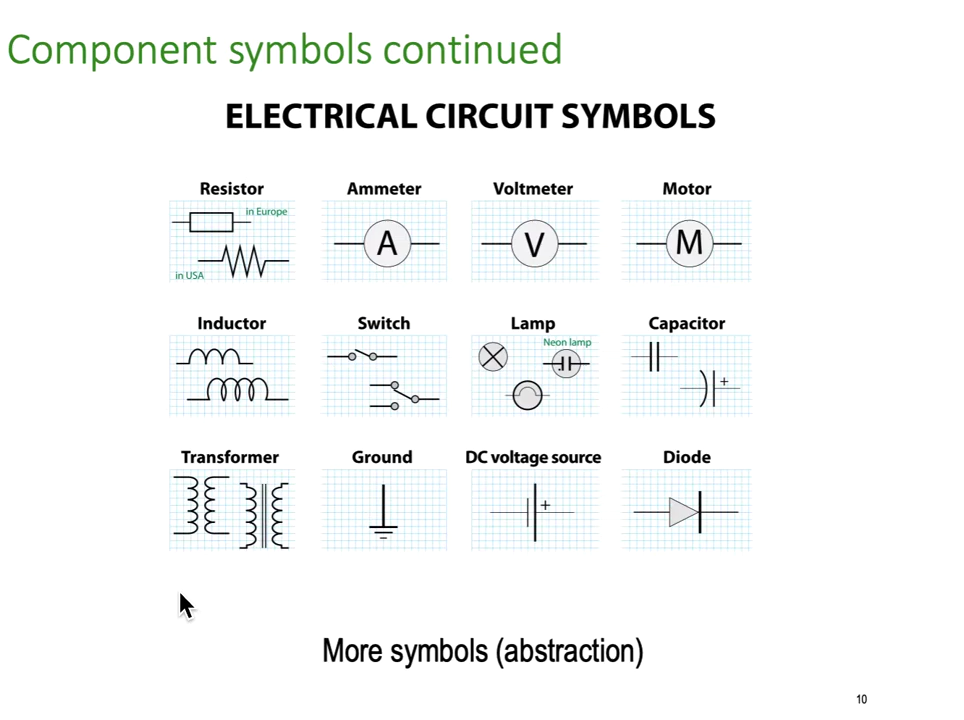 Component symbols continued
ELECTRICAL CIRCUIT SYMBOLS
Resistor Ammeter Voltmeter Motor
in Europe
A V M
in USA
Inductor Switch Lamp Capacitor
Neon lamp
+
Transformer Ground DC voltage source Diode
+
More symbols (abstraction)
10